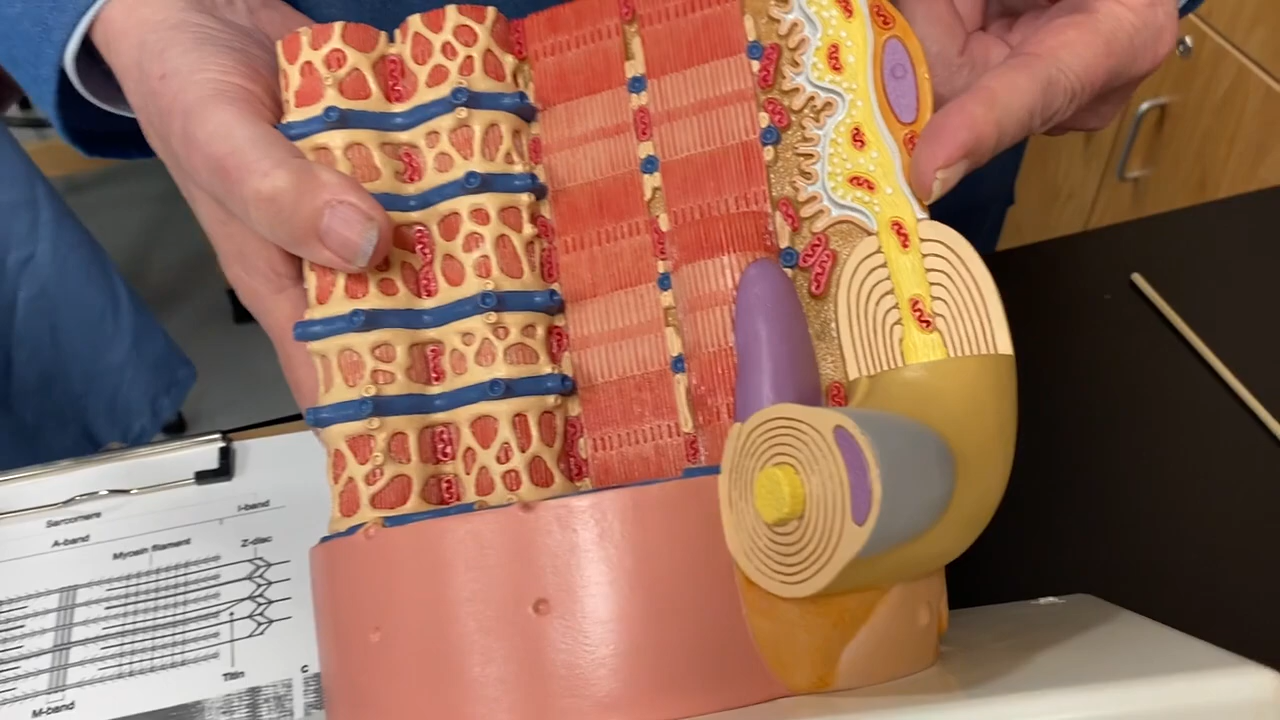 Sarcomere
I-band
A-band
Z-disc
Myosin filament
Titin
M-band
C